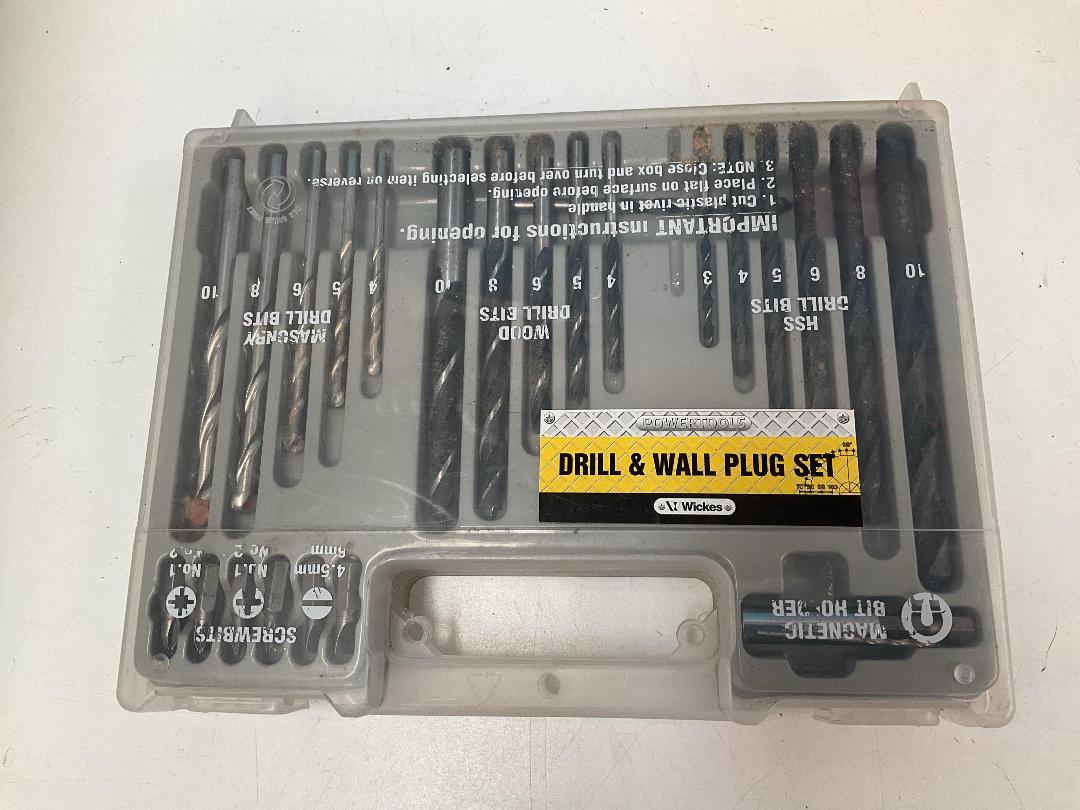 IMPORTANT instructions for opening.
1. Cut plastic rivet in handle
2. Place flat on surface before opening.
3. NOTE: Close box and turn over before selecting item on reverse.
10 8 6 5 4
MASONRY
DRILL BITS
10 8 6 5 4
WOOD
DRILL BITS
3 4 5 6 8 10
HSS
DRILL BITS
POWERTOOLS
DRILL & WALL PLUG SET
Wickes
SCREWBITS
No.1
No.2
No.1
No.2
4.5mm
6mm
MAGNETIC
BIT HOLDER